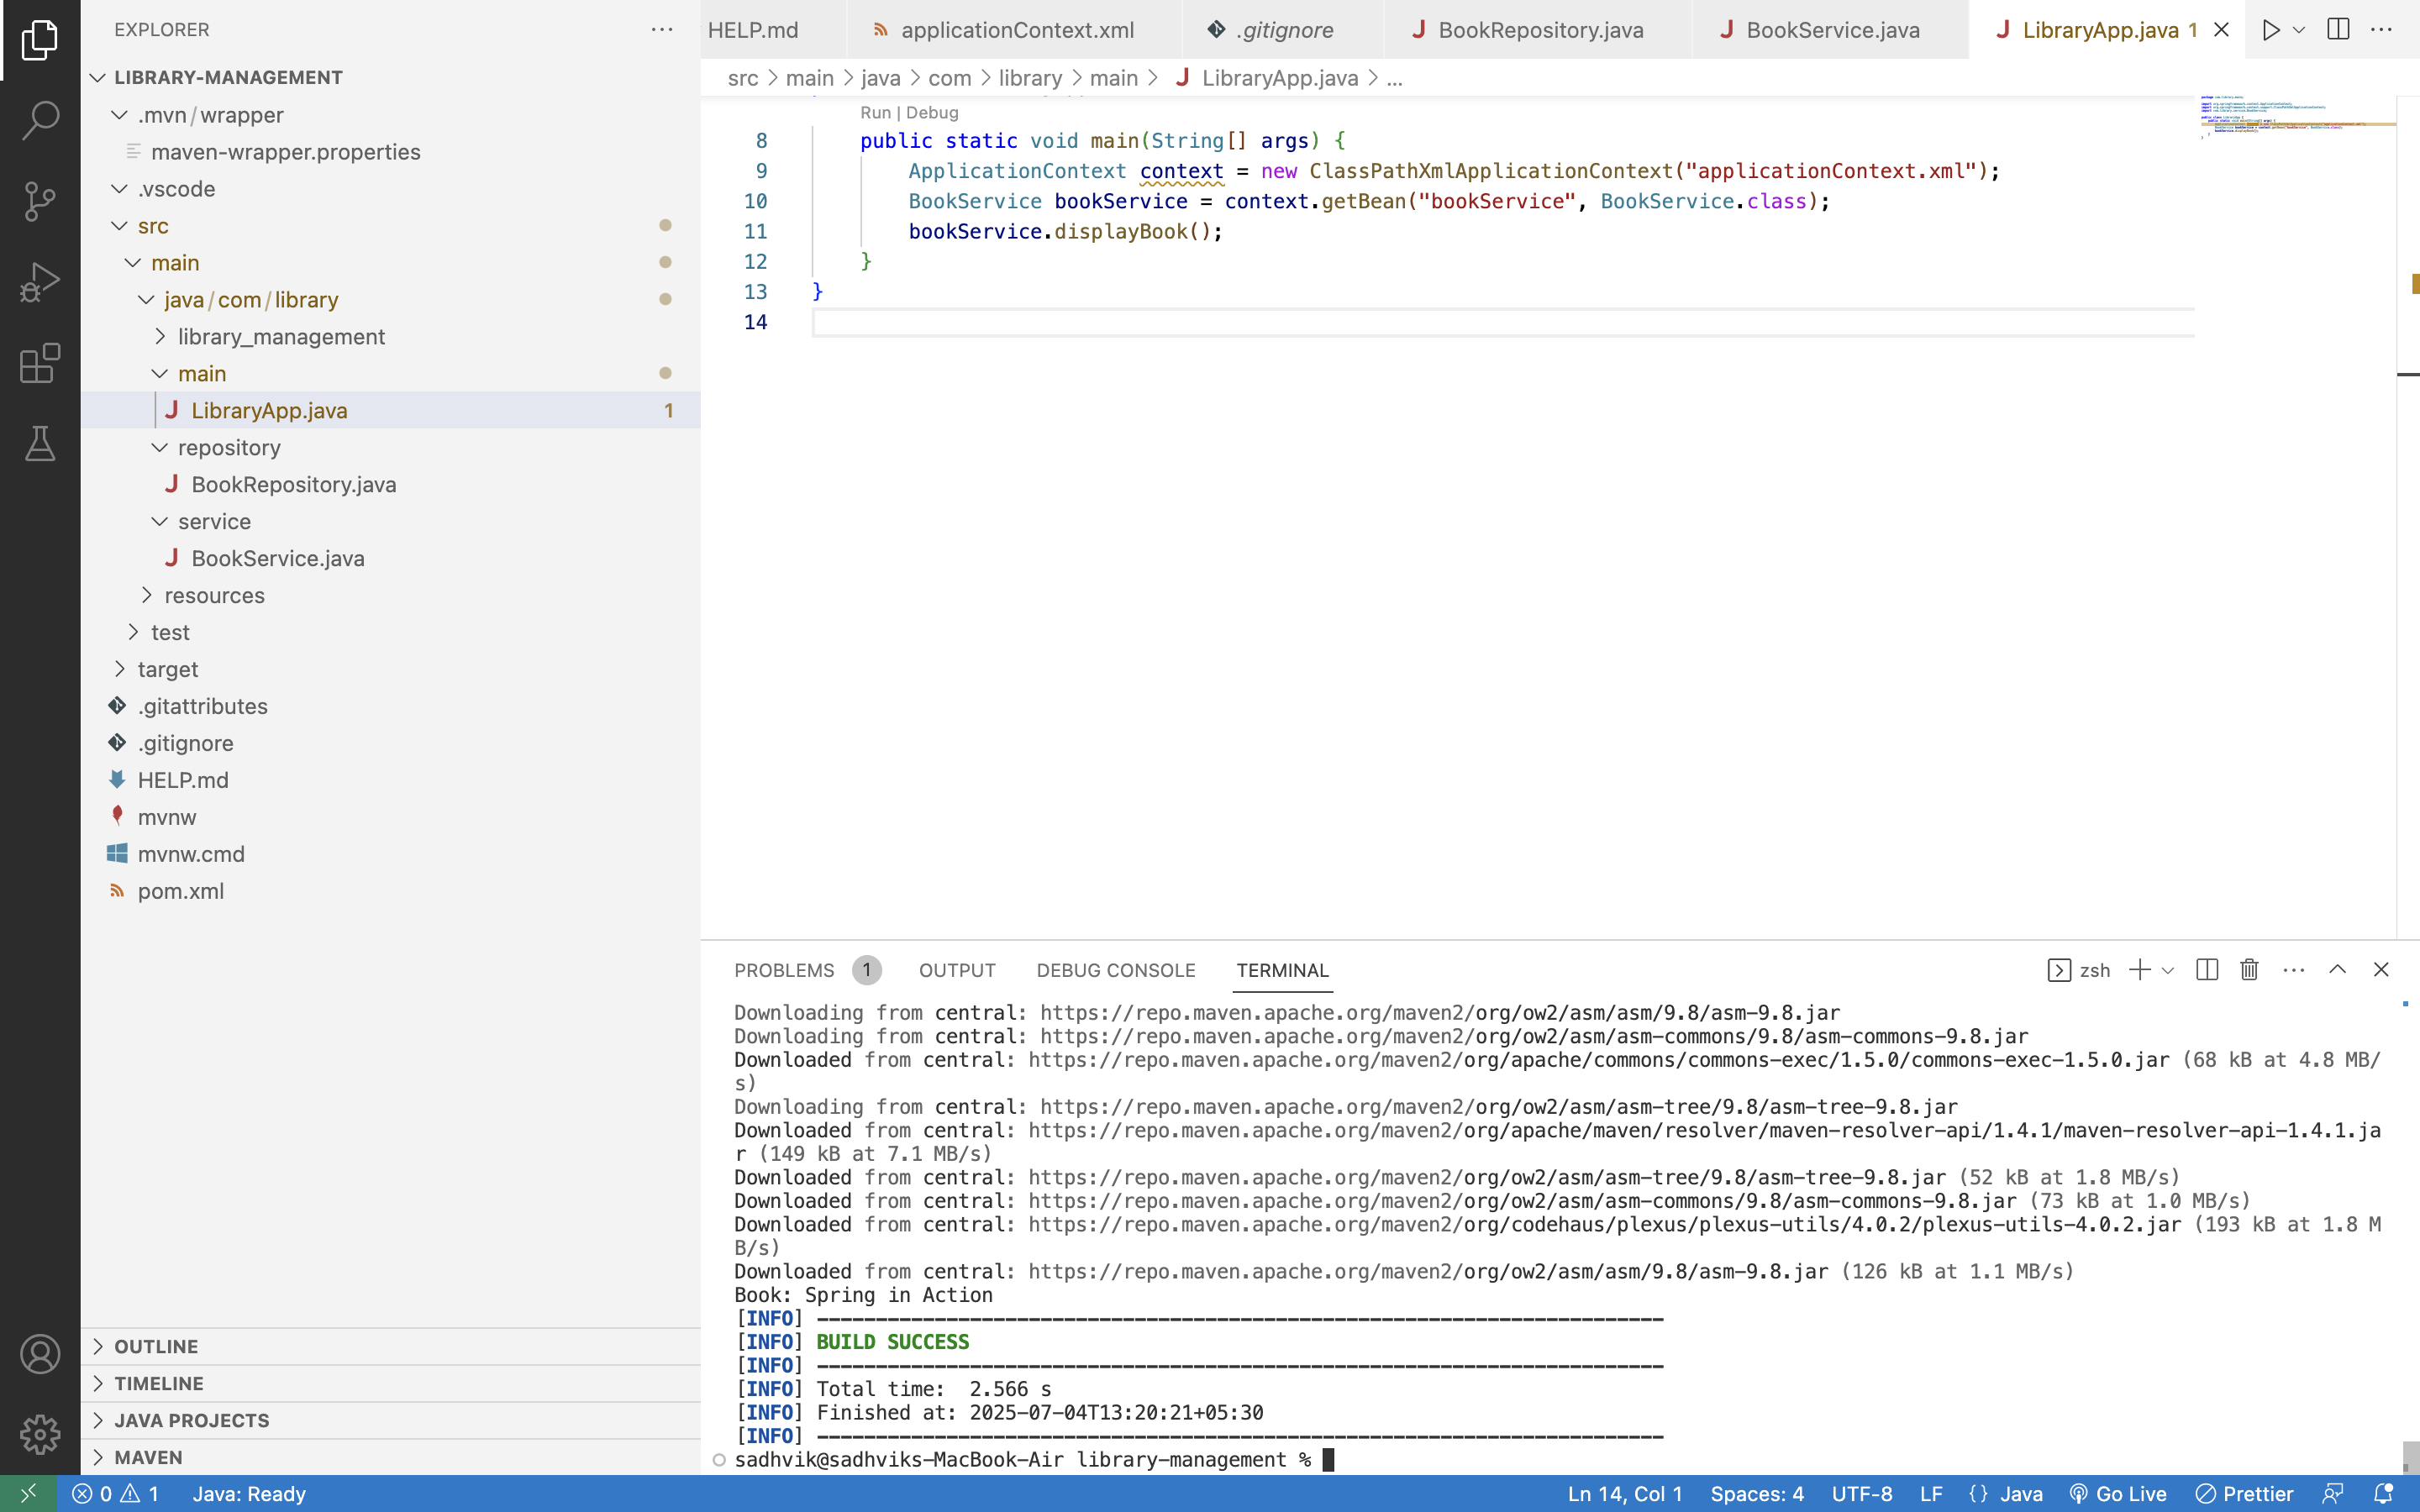 EXPLORER
LIBRARY-MANAGEMENT
.mvn/wrapper
maven-wrapper.properties
.vscode
src
main
java/com/library
library_management
main
LibraryApp.java 1
repository
BookRepository.java
service
BookService.java
resources
test
target
.gitattributes
.gitignore
HELP.md
mvnw
mvnw.cmd
pom.xml
OUTLINE
TIMELINE
JAVA PROJECTS
MAVEN
HELP.md applicationContext.xml .gitignore BookRepository.java BookService.java LibraryApp.java 1
src > main > java > com > library > main > LibraryApp.java > ...
Run | Debug
8 public static void main(String[] args) {
9 ApplicationContext context = new ClassPathXmlApplicationContext("applicationContext.xml");
10 BookService bookService = context.getBean("bookService", BookService.class);
11 bookService.displayBook();
12 }
13 }
14
PROBLEMS 1 OUTPUT DEBUG CONSOLE TERMINAL zsh
Downloading from central: https://repo.maven.apache.org/maven2/org/ow2/asm/asm/9.8/asm-9.8.jar
Downloading from central: https://repo.maven.apache.org/maven2/org/ow2/asm/asm-commons/9.8/asm-commons-9.8.jar
Downloaded from central: https://repo.maven.apache.org/maven2/org/apache/commons/commons-exec/1.5.0/commons-exec-1.5.0.jar (68 kB at 4.8 MB/
s)
Downloading from central: https://repo.maven.apache.org/maven2/org/ow2/asm/asm-tree/9.8/asm-tree-9.8.jar
Downloaded from central: https://repo.maven.apache.org/maven2/org/apache/maven/resolver/maven-resolver-api/1.4.1/maven-resolver-api-1.4.1.ja
r (149 kB at 7.1 MB/s)
Downloaded from central: https://repo.maven.apache.org/maven2/org/ow2/asm/asm-tree/9.8/asm-tree-9.8.jar (52 kB at 1.8 MB/s)
Downloaded from central: https://repo.maven.apache.org/maven2/org/ow2/asm/asm-commons/9.8/asm-commons-9.8.jar (73 kB at 1.0 MB/s)
Downloaded from central: https://repo.maven.apache.org/maven2/org/codehaus/plexus/plexus-utils/4.0.2/plexus-utils-4.0.2.jar (193 kB at 1.8 M
B/s)
Downloaded from central: https://repo.maven.apache.org/maven2/org/ow2/asm/asm/9.8/asm-9.8.jar (126 kB at 1.1 MB/s)
Book: Spring in Action
[INFO] ------------------------------------------------------------------------
[INFO] BUILD SUCCESS
[INFO] ------------------------------------------------------------------------
[INFO] Total time:  2.566 s
[INFO] Finished at: 2025-07-04T13:20:21+05:30
[INFO] ------------------------------------------------------------------------
sadhvik@sadhviks-MacBook-Air library-management %
0 1 Java: Ready Ln 14, Col 1 Spaces: 4 UTF-8 LF {} Java Go Live Prettier